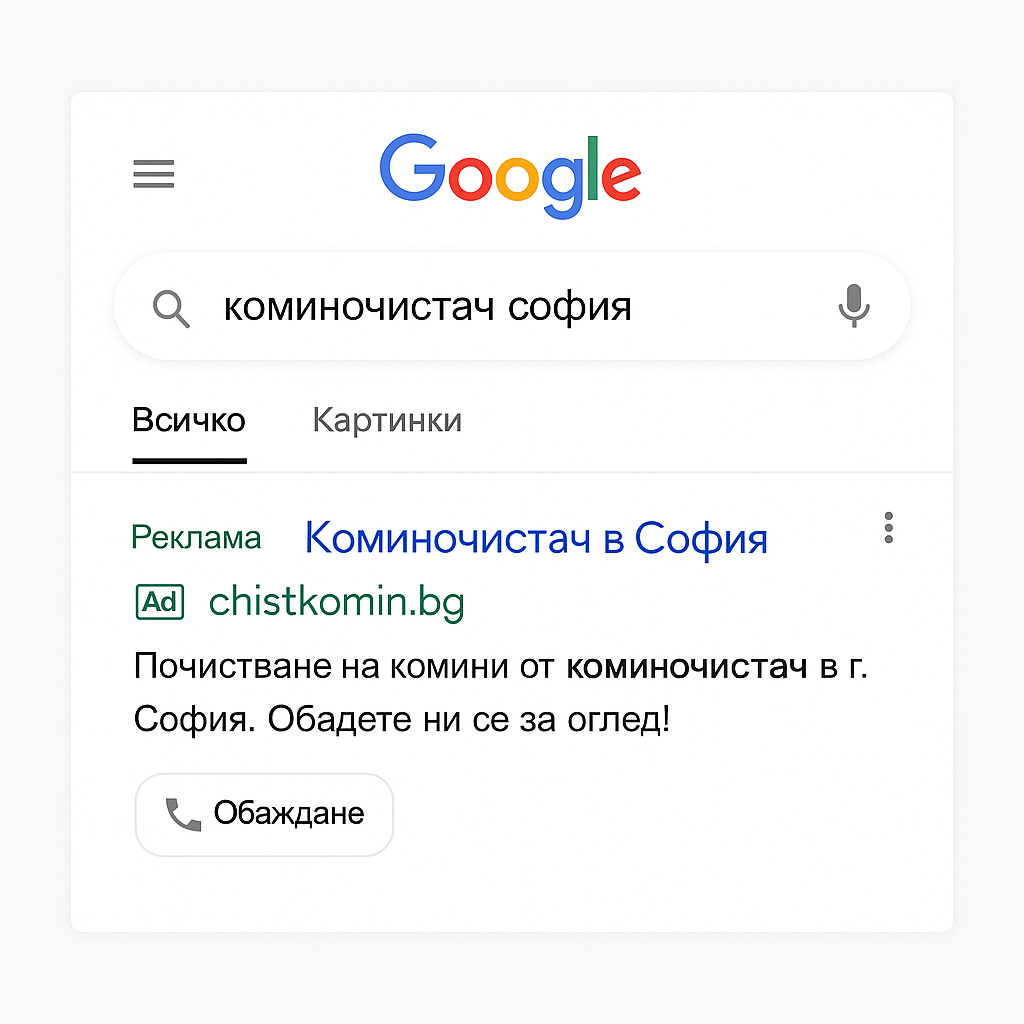 Google
коминочистач софия
Всичко Картинки
Реклама Коминочистач в София
Ad chistkomin.bg
Почистване на комини от коминочистач в г.
София. Обадете ни се за оглед!
Обаждане